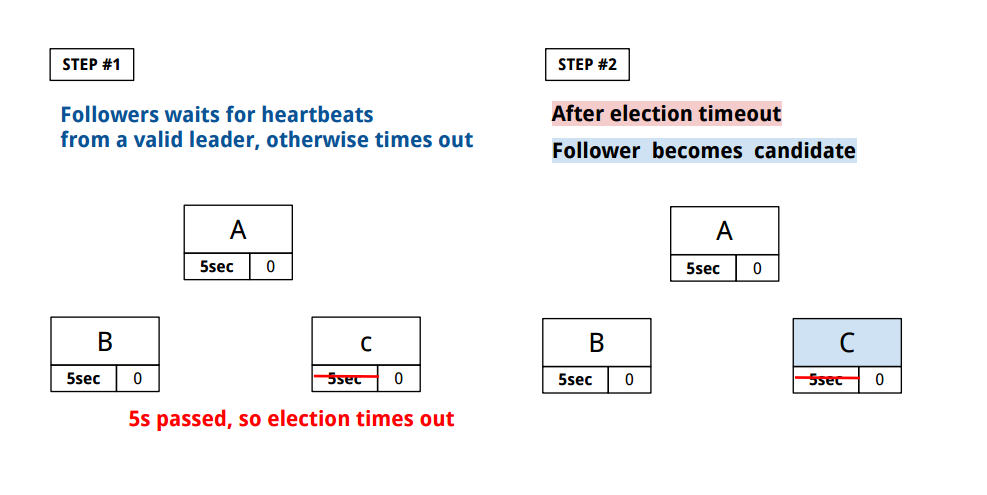 STEP #1
Followers waits for heartbeats
from a valid leader, otherwise times out
A
5sec 0
B
5sec 0
c
5sec 0
5s passed, so election times out
STEP #2
After election timeout
Follower becomes candidate
A
5sec 0
B
5sec 0
C
5sec 0